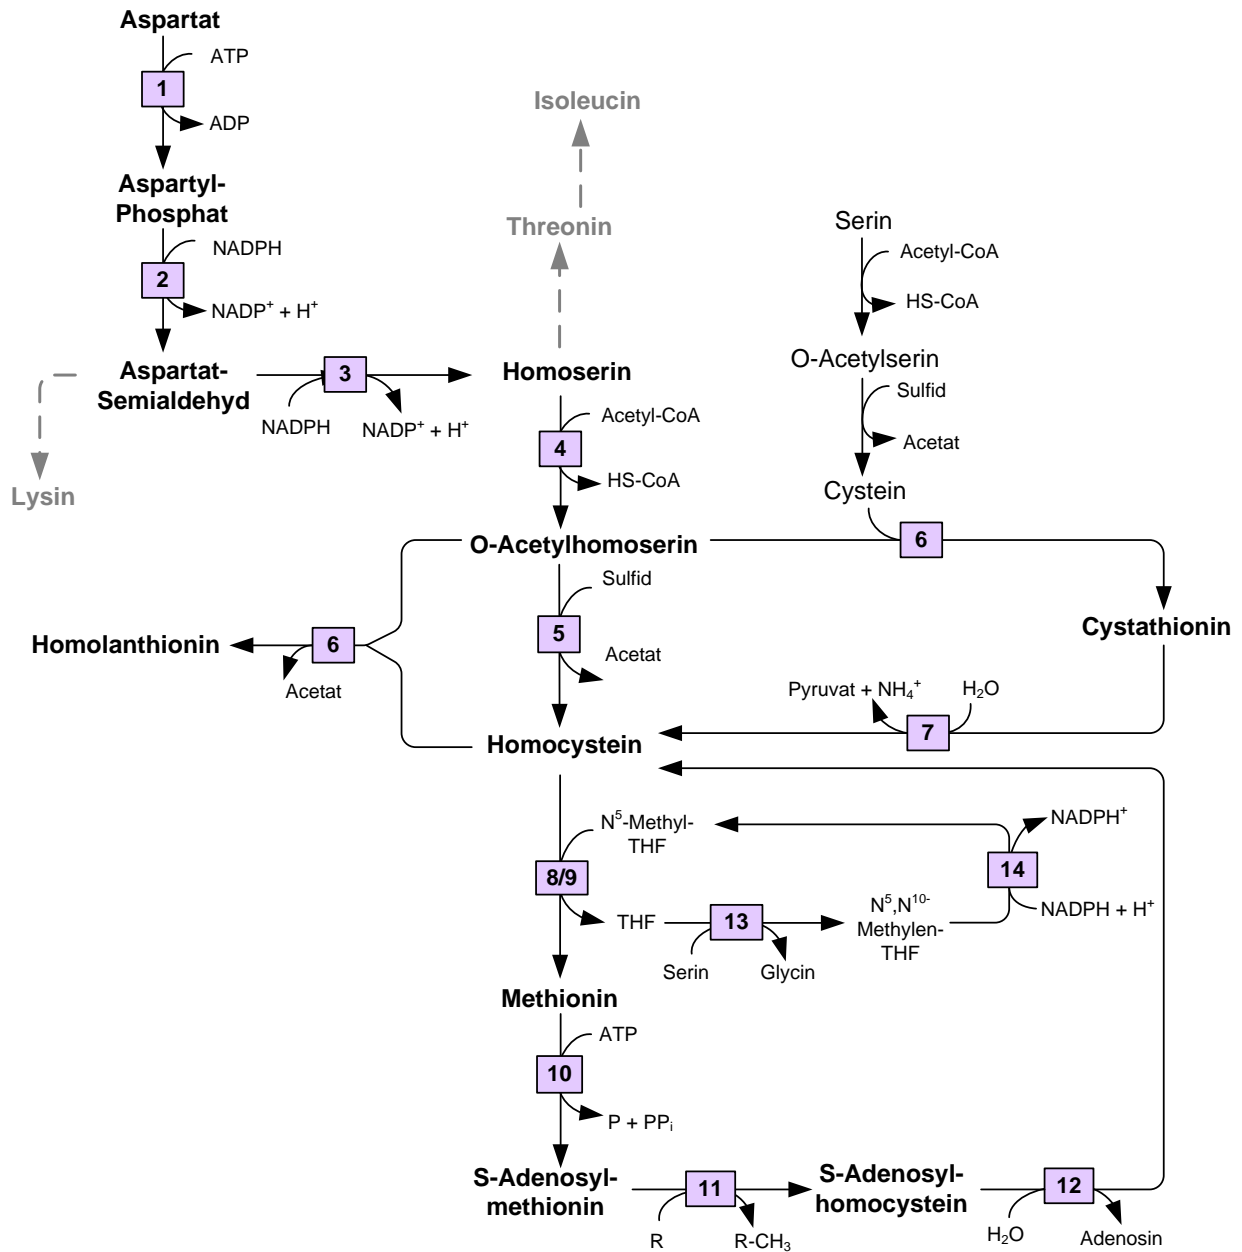 Aspartat
ATP
1
ADP
Isoleucin
Aspartyl-
Phosphat
Threonin
Serin
NADPH
Acetyl-CoA
2
NADP⁺ + H⁺
HS-CoA
O-Acetylserin
Aspartat-
Semialdehyd
3
NADPH
NADP⁺ + H⁺
Homoserin
Sulfid
Acetyl-CoA
Acetat
4
HS-CoA
Lysin
Cystein
O-Acetylhomoserin
6
Sulfid
5
Cystathionin
Homolanthionin
6
Acetat
Acetat
Pyruvat + NH₄⁺
H₂O
7
Homocystein
N⁵-Methyl-
THF
NADPH⁺
8/9
14
N⁵,N¹⁰⁻
Methylen-
THF
NADPH + H⁺
THF
13
Serin
Glycin
Methionin
ATP
10
P + PPᵢ
S-Adenosyl-
methionin
11
R
R-CH₃
S-Adenosyl-
homocystein
12
H₂O
Adenosin